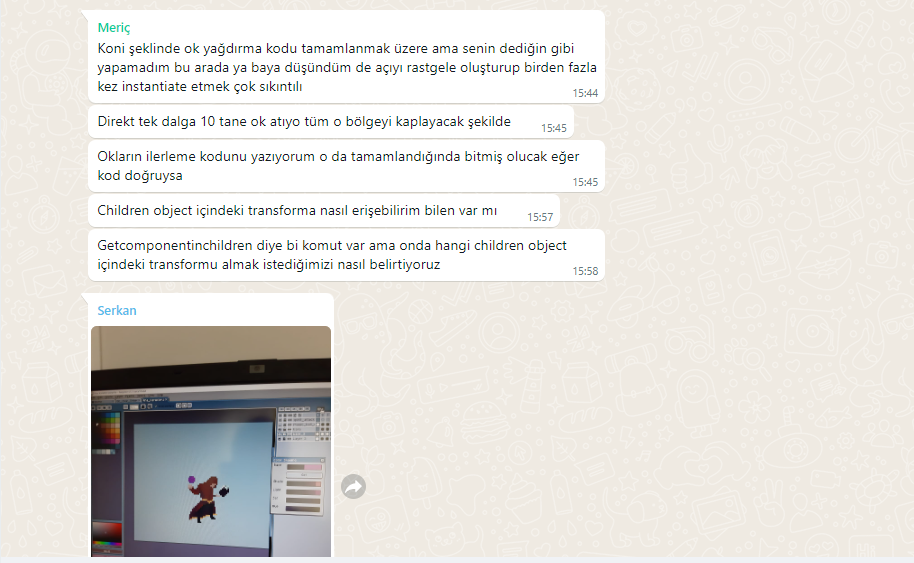 Meriç
Koni şeklinde ok yağdırma kodu tamamlanmak üzere ama senin dediğin gibi
yapamadım bu arada ya baya düşündüm de açıyı rastgele oluşturup birden fazla
kez instantiate etmek çok sıkıntılı
15:44
Direkt tek dalga 10 tane ok atıyo tüm o bölgeyi kaplayacak şekilde
15:45
Okların ilerleme kodunu yazıyorum o da tamamlandığında bitmiş olucak eğer
kod doğruysa
15:45
Children object içindeki transforma nasıl erişebilirim bilen var mı
15:57
Getcomponentinchildren diye bi komut var ama onda hangi children object
içindeki transformu almak istediğimizi nasıl belirtiyoruz
15:58
Serkan